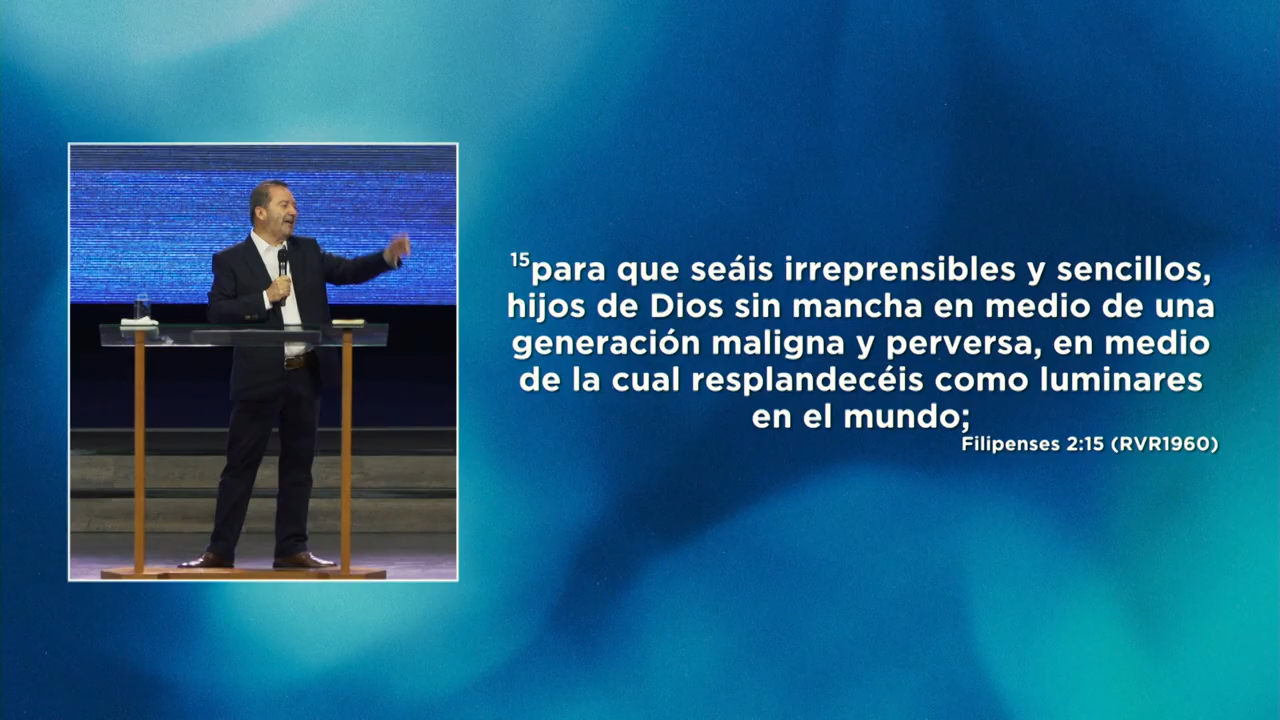 15para que seáis irreprensibles y sencillos,
hijos de Dios sin mancha en medio de una
generación maligna y perversa, en medio
de la cual resplandecéis como luminares
en el mundo;
Filipenses 2:15 (RVR1960)